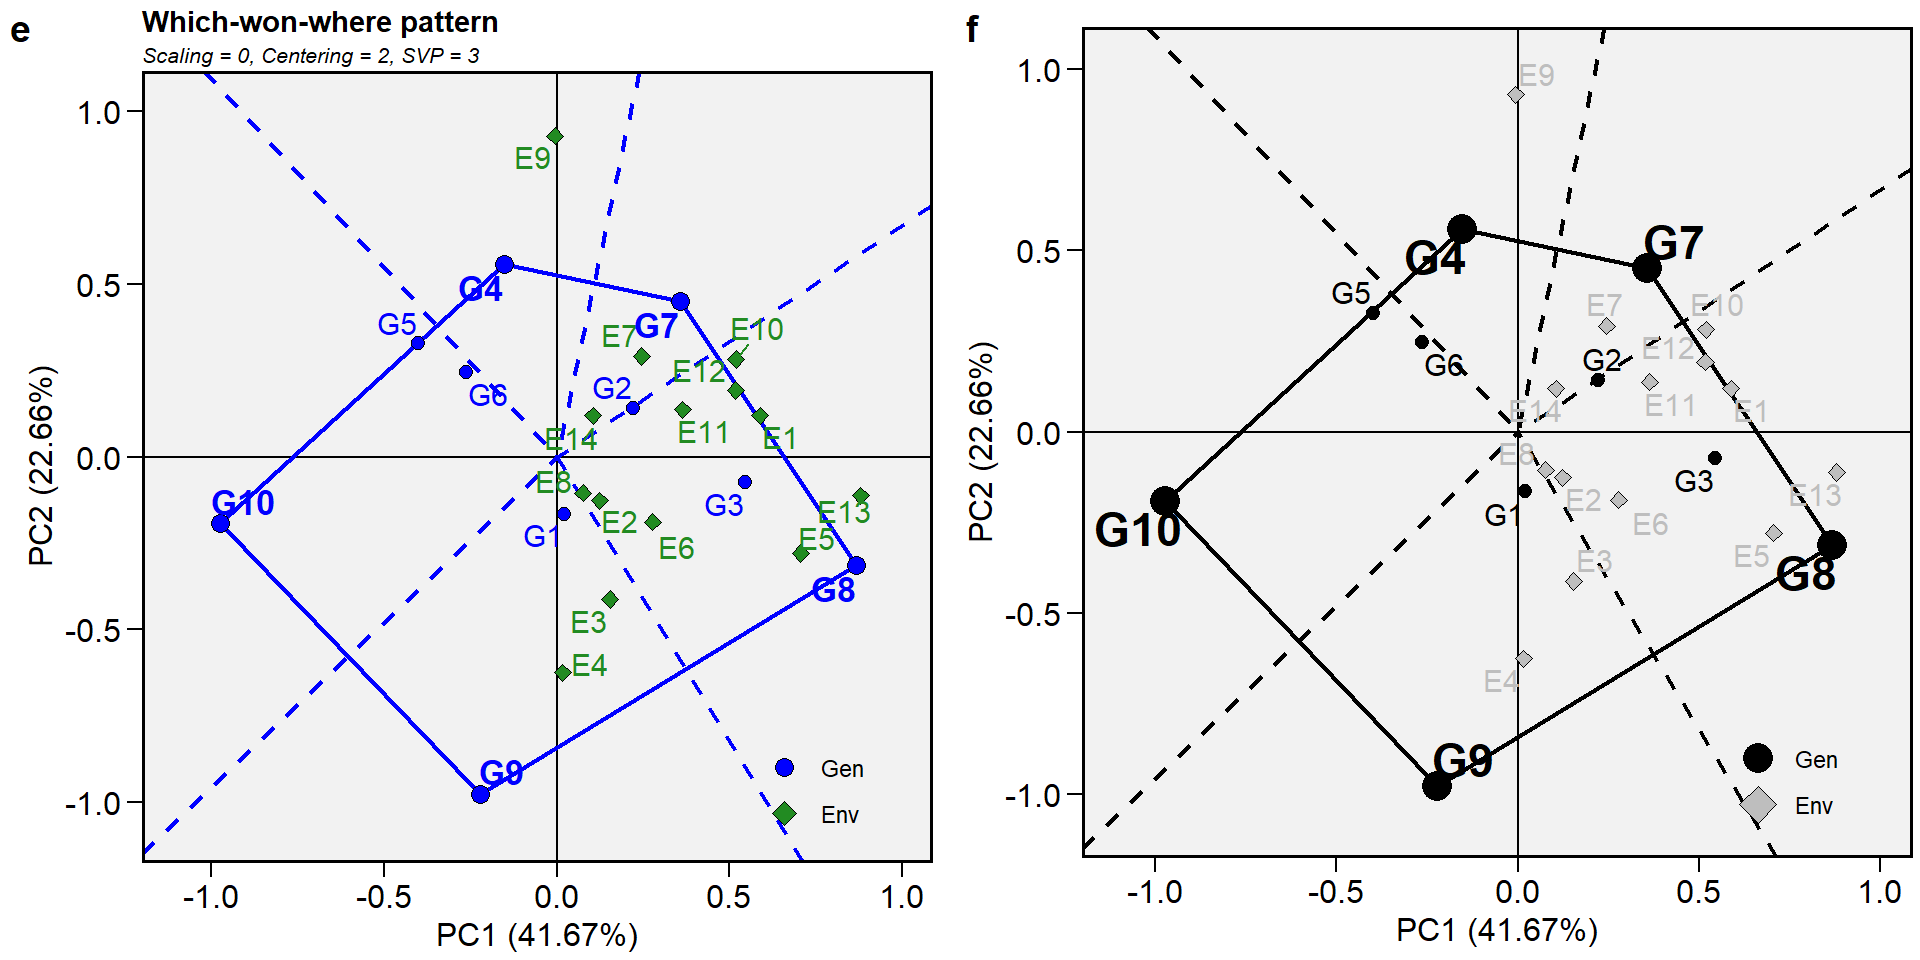 e
Which-won-where pattern
Scaling = 0, Centering = 2, SVP = 3
1.0
0.5
0.0
-0.5
-1.0
PC2 (22.66%)
E9
G4
G5
G6
G7
E7
E10
E12
G2
E11
E14
E1
E8
G10
G1
E2
E6
G3
E13
E5
G8
E3
E4
G9
Gen
Env
-1.0
-0.5
0.0
0.5
1.0
PC1 (41.67%)
f
1.0
0.5
0.0
-0.5
-1.0
PC2 (22.66%)
E9
G4
G7
G5
G6
E7
E10
E12
G2
E11
E14
E1
E8
G3
E13
G10
G1
E2
E6
E5
G8
E3
E4
G9
Gen
Env
-1.0
-0.5
0.0
0.5
1.0
PC1 (41.67%)